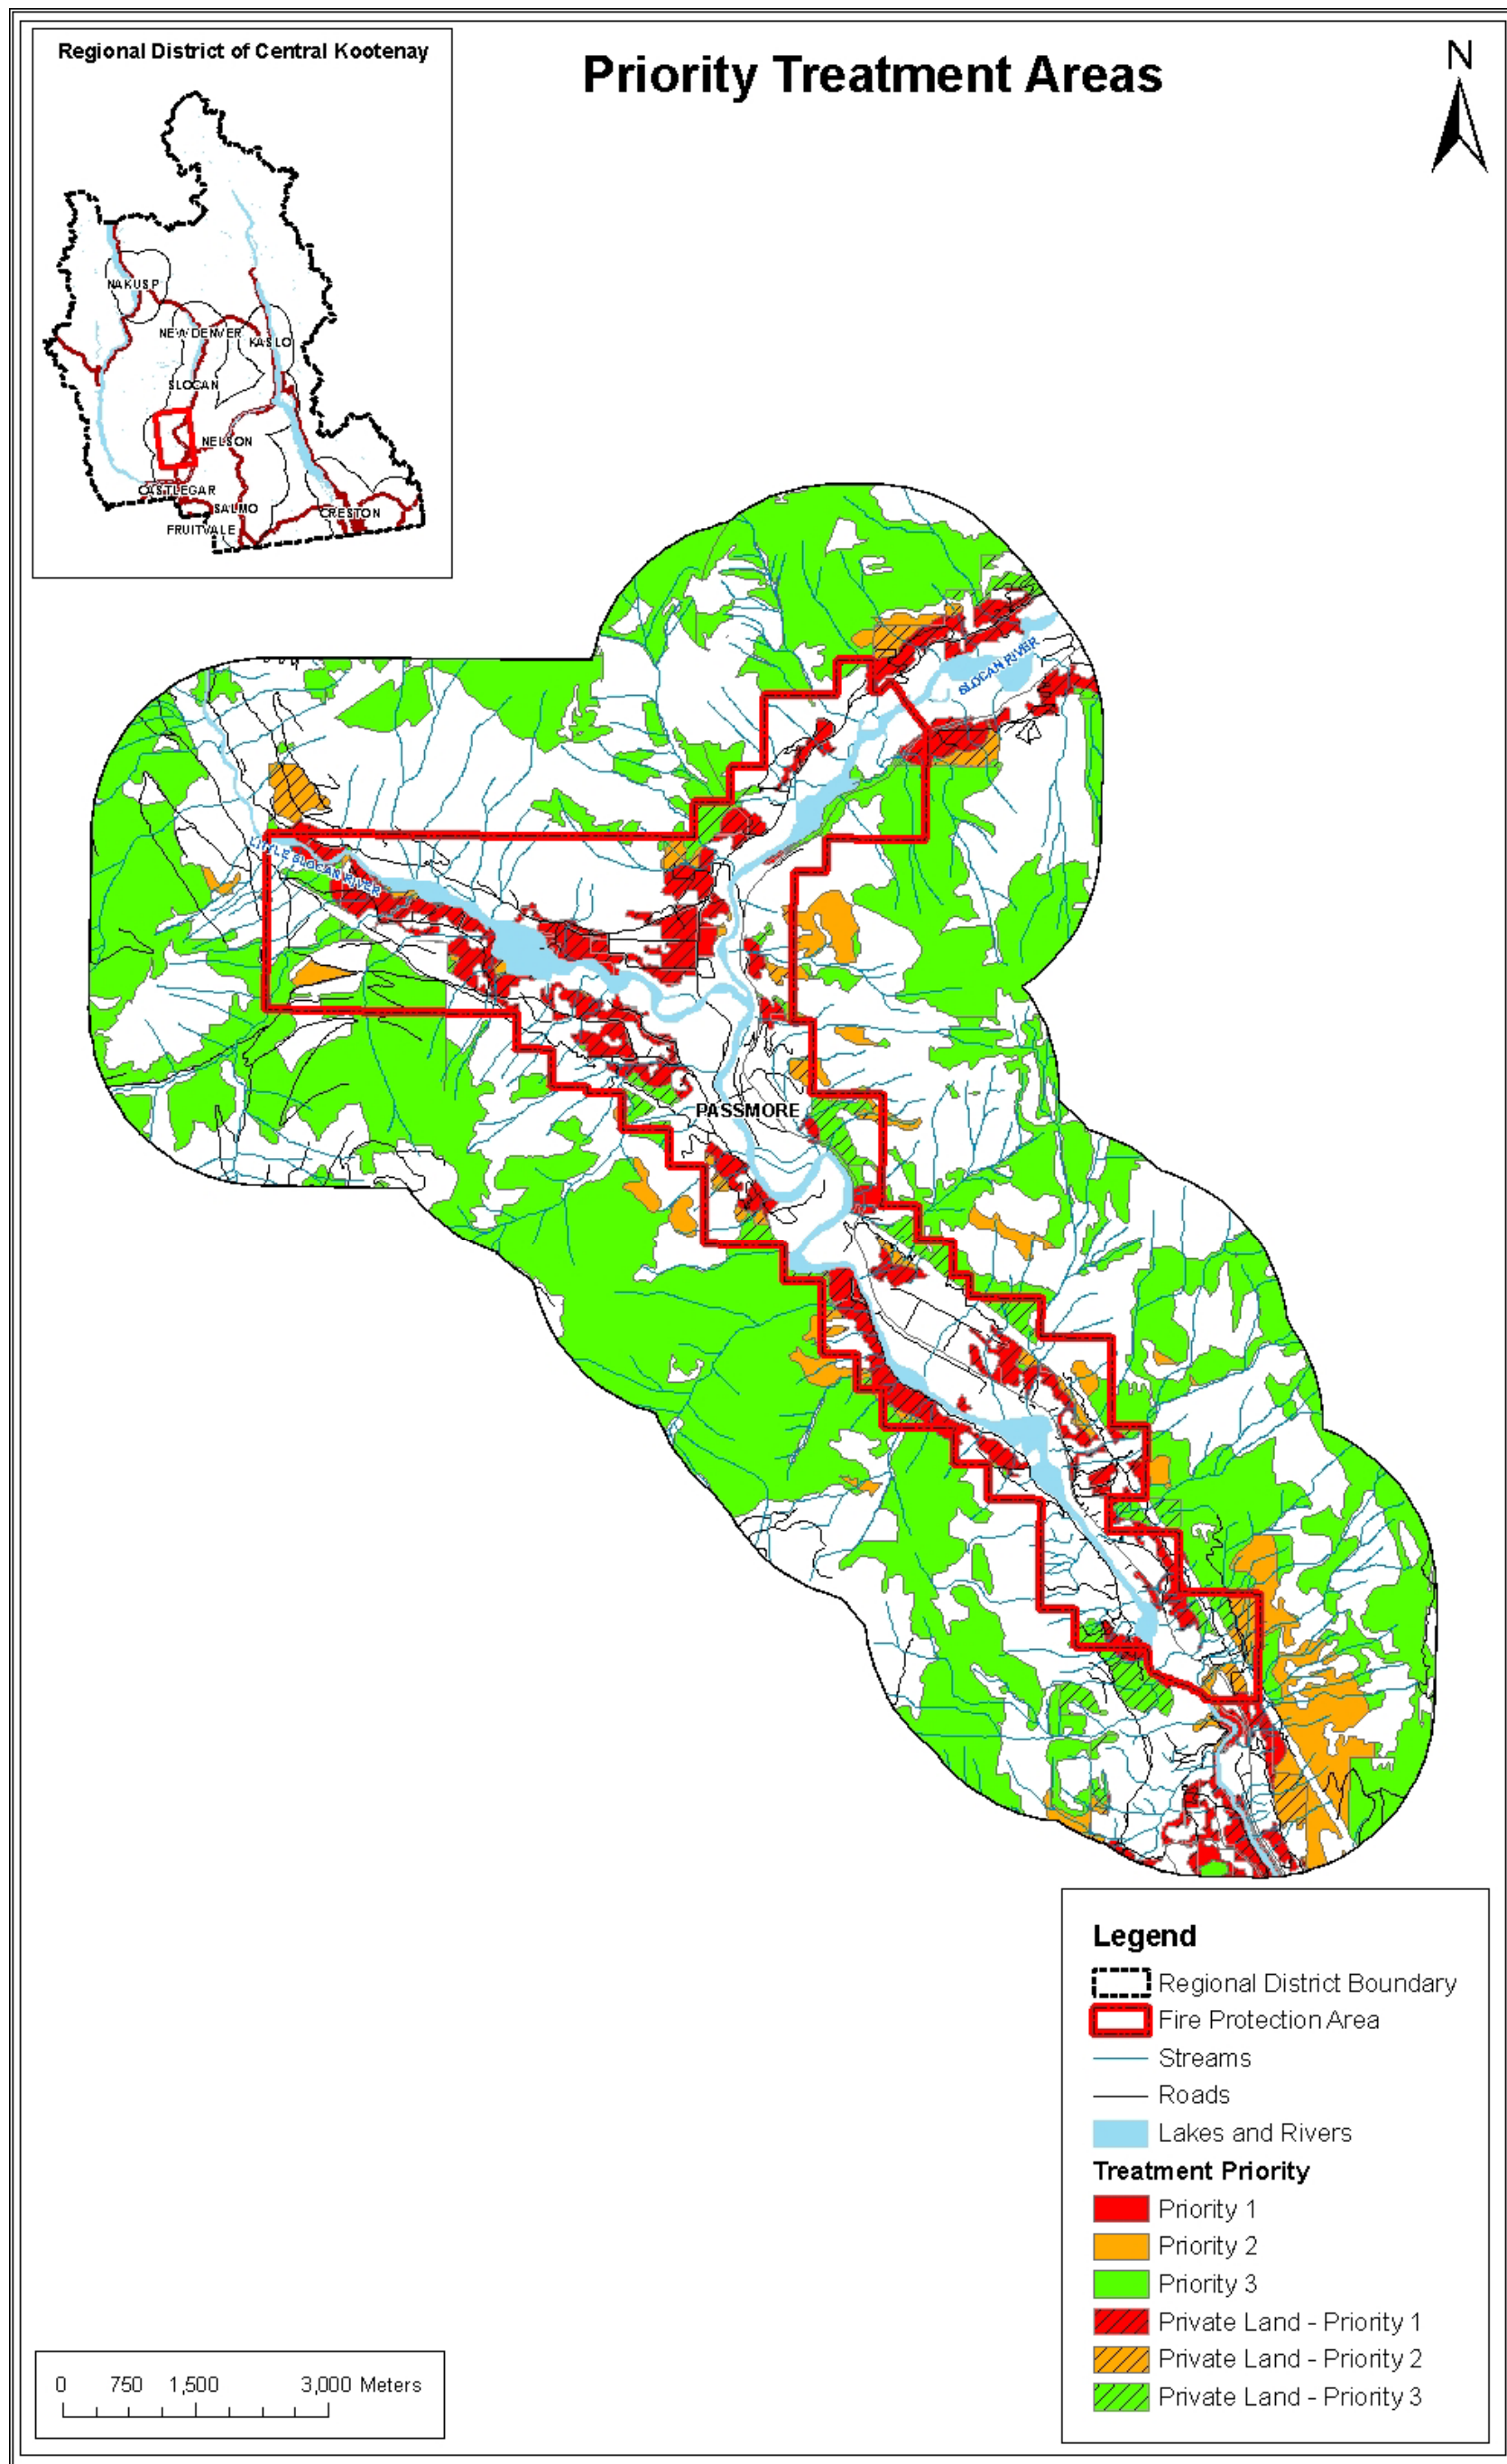 Regional District of Central Kootenay
Priority Treatment Areas
N
NAKUSP
NEW DENVER
KASLO
SLOCAN
NELSON
CASTLEGAR
SALMO
CRESTON
FRUITVALE
SLOCAN RIVER
LITTLE SLOCAN RIVER
PASSMORE
Legend
Regional District Boundary
Fire Protection Area
Streams
Roads
Lakes and Rivers
Treatment Priority
Priority 1
Priority 2
Priority 3
Private Land - Priority 1
Private Land - Priority 2
Private Land - Priority 3
0 750 1,500 3,000 Meters